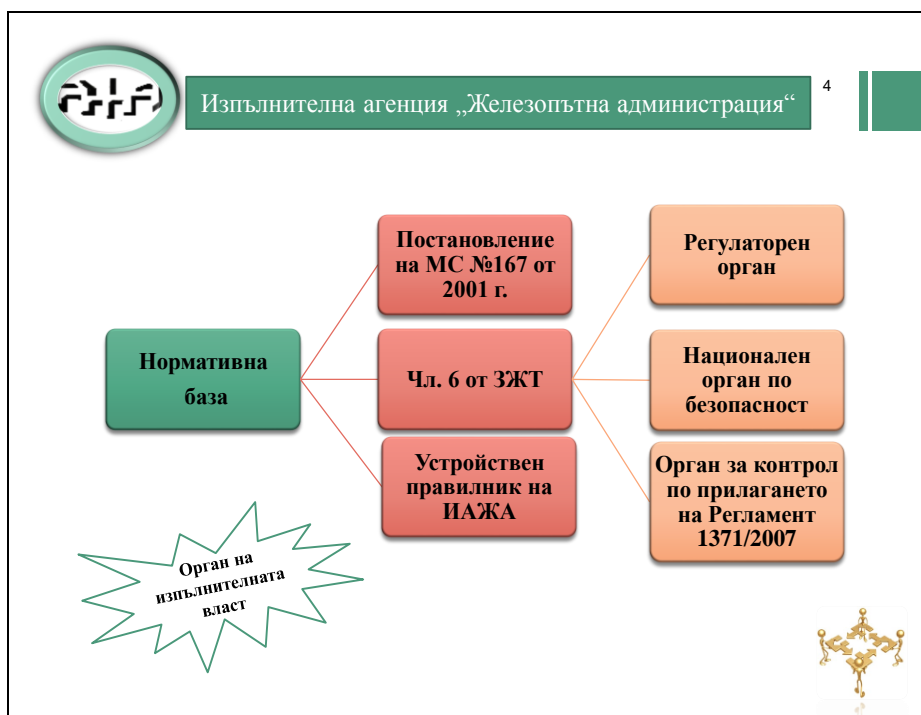 4
Изпълнителна агенция „Железопътна администрация“
Нормативна
база
Постановление
на МС №167 от
2001 г.
Чл. 6 от ЗЖТ
Устройствен
правилник на
ИАЖА
Регулаторен
орган
Национален
орган по
безопасност
Орган за контрол
по прилагането
на Регламент
1371/2007
Орган на
изпълнителната
власт